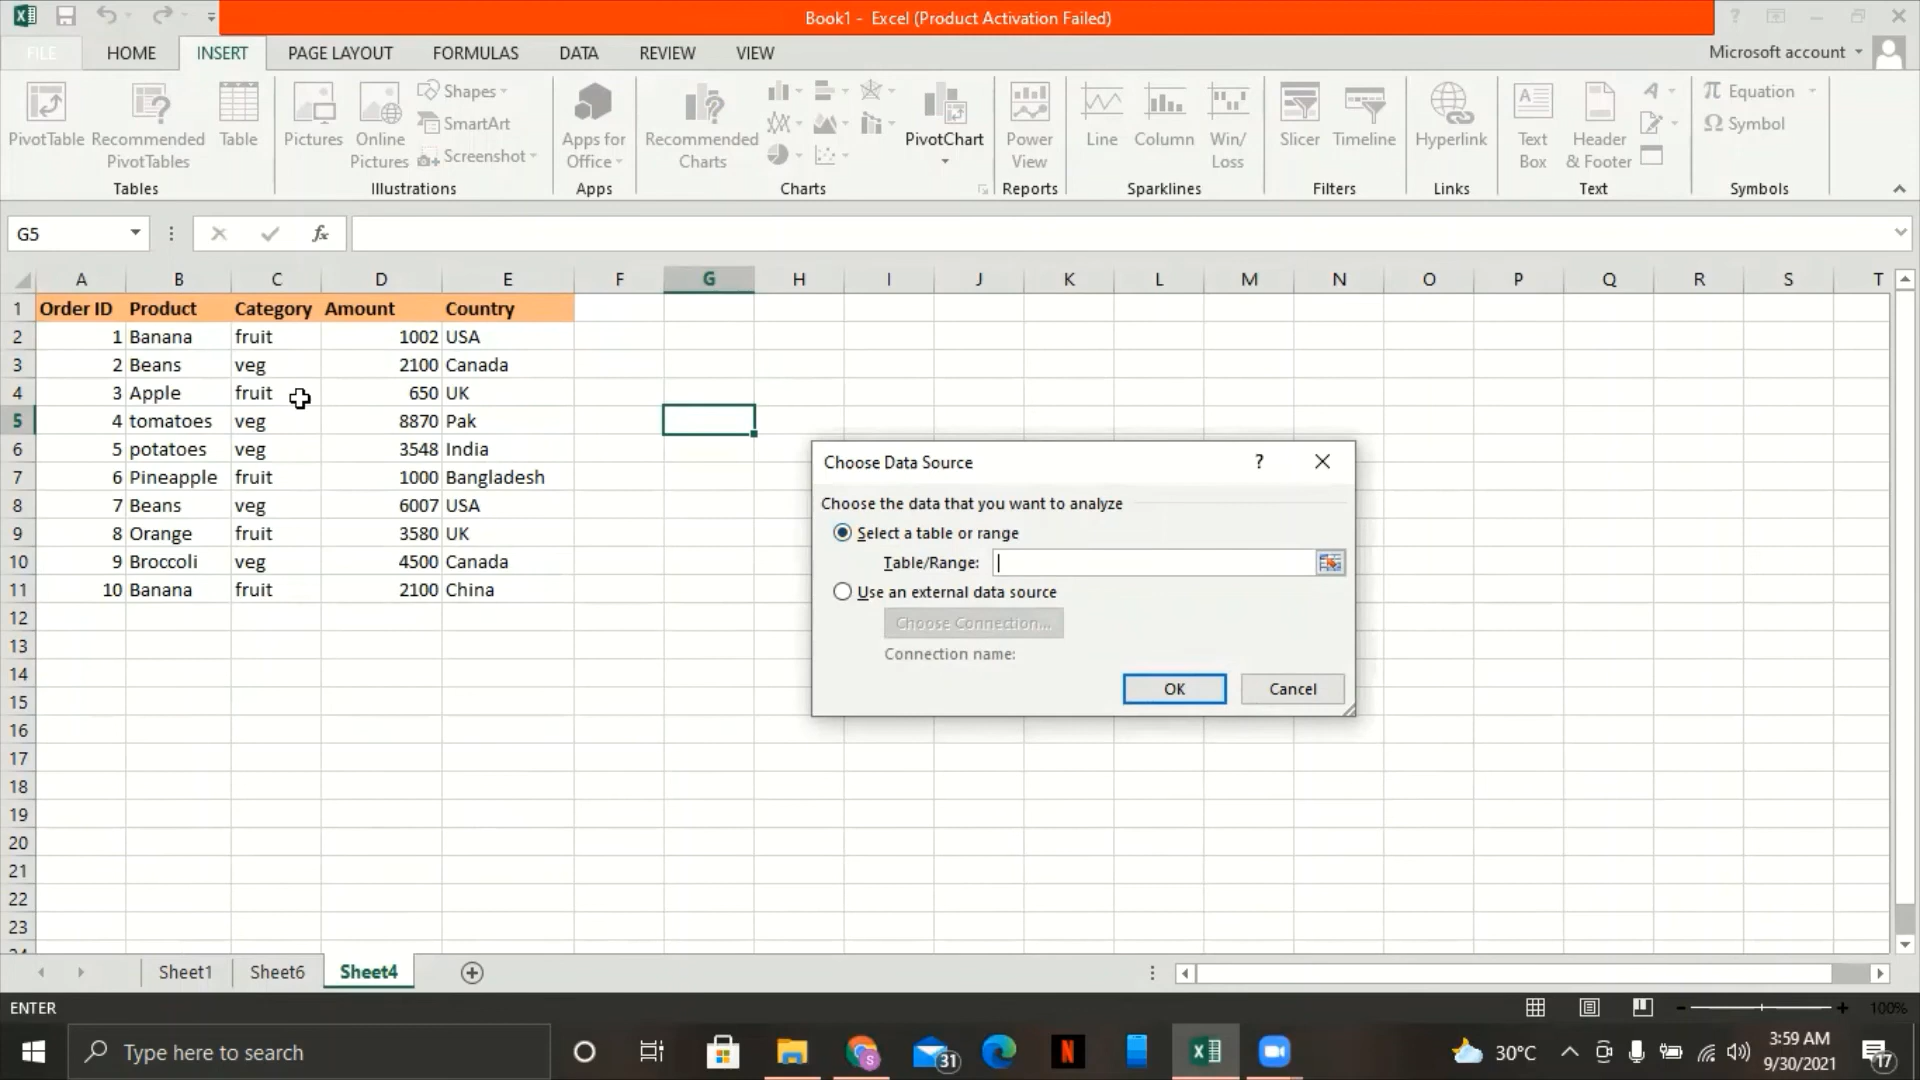 Book1 - Excel (Product Activation Failed)
FILE HOME INSERT PAGE LAYOUT FORMULAS DATA REVIEW VIEW Microsoft account
PivotTable Recommended PivotTables Table
Tables
Pictures Online Pictures Shapes SmartArt Screenshot
Illustrations
Apps for Office
Apps
Recommended Charts PivotChart
Charts
Power View
Reports
Line Column Win/Loss
Sparklines
Slicer Timeline
Filters
Hyperlink
Links
Text Box Header & Footer
Text
π Equation
Ω Symbol
Symbols
G5 fx
A B C D E F G H I J K L M N O P Q R S T
1 Order ID Product Category Amount Country
2 1 Banana fruit 1002 USA
3 2 Beans veg 2100 Canada
4 3 Apple fruit 650 UK
5 4 tomatoes veg 8870 Pak
6 5 potatoes veg 3548 India
7 6 Pineapple fruit 1000 Bangladesh
8 7 Beans veg 6007 USA
9 8 Orange fruit 3580 UK
10 9 Broccoli veg 4500 Canada
11 10 Banana fruit 2100 China
12
13
14
15
16
17
18
19
20
21
22
23
Choose Data Source ?
Choose the data that you want to analyze
Select a table or range
Table/Range:
Use an external data source
Choose Connection...
Connection name:
OK Cancel
Sheet1 Sheet6 Sheet4
ENTER 100%
Type here to search 31 N 30°C 3:59 AM
9/30/2021 17